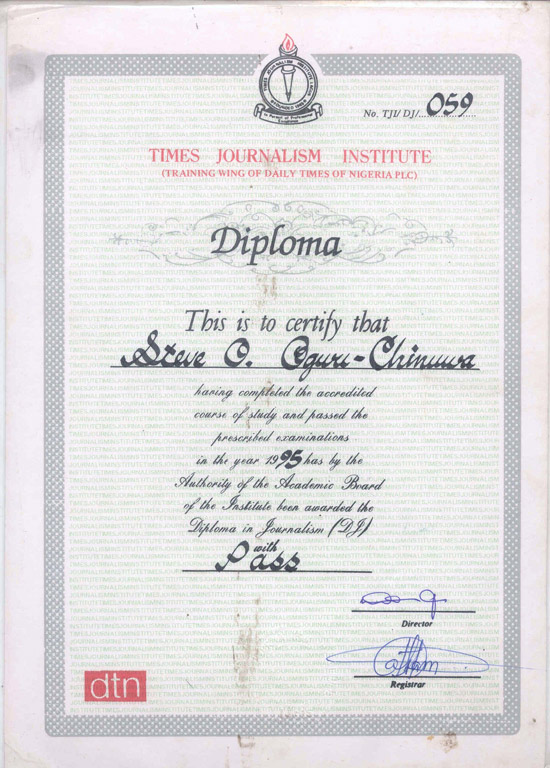 No. TJI/ DJ/....059....
TIMES JOURNALISM INSTITUTE
(TRAINING WING OF DAILY TIMES OF NIGERIA PLC)
Diploma
This is to certify that
Steve O. Oguru-Chinuwa
having completed the accredited
course of study and passed the
prescribed examinations
in the year 1995 has by the
Authority of the Academic Board
of the Institute been awarded the
Diploma in Journalism (DJ)
with
Pass
Director
Registrar
dtn